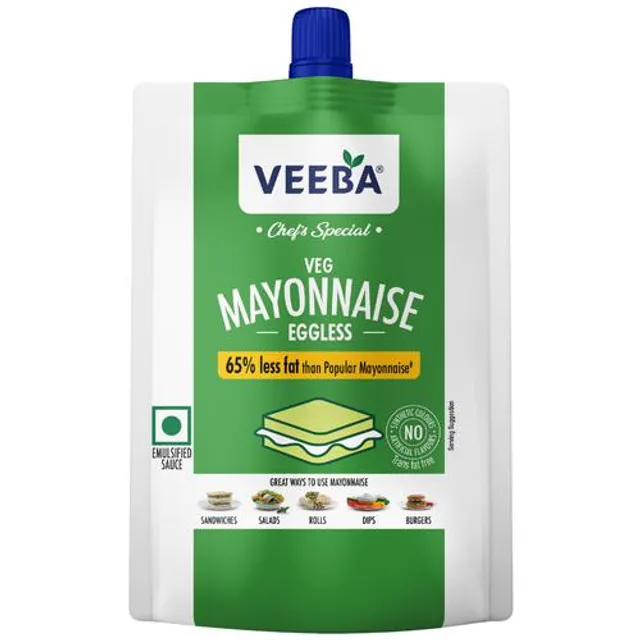 VEEBA®
• Chef's Special •
VEG
MAYONNAISE
EGGLESS
65% less fat than Popular Mayonnaise#
SYNTHETIC COLOURS
NO
ARTIFICIAL FLAVOURS
Trans fat free
Serving Suggestion
EMULSIFIED
SAUCE
GREAT WAYS TO USE MAYONNAISE
SANDWICHES SALADS ROLLS DIPS BURGERS